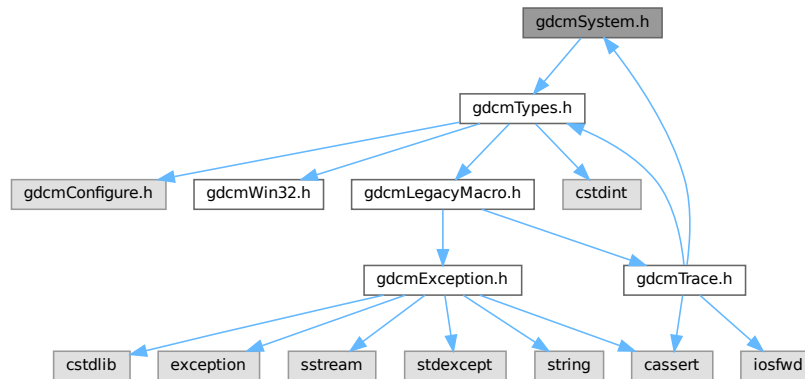 gdcmSystem.h
gdcmTypes.h
gdcmConfigure.h
gdcmWin32.h
gdcmLegacyMacro.h
cstdint
gdcmException.h
gdcmTrace.h
cstdlib
exception
sstream
stdexcept
string
cassert
iosfwd